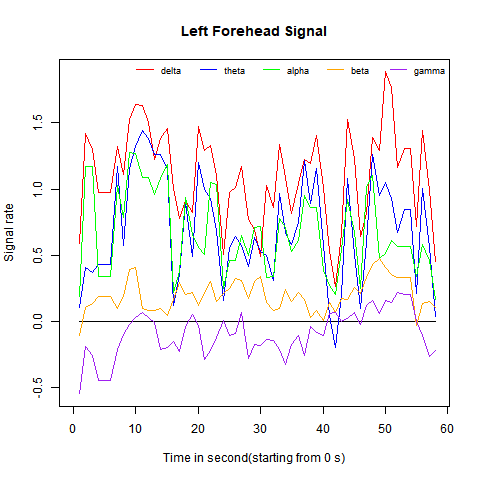 Left Forehead Signal
delta theta alpha beta gamma
Signal rate
1.5
1.0
0.5
0.0
-0.5
0 10 20 30 40 50 60
Time in second(starting from 0 s)